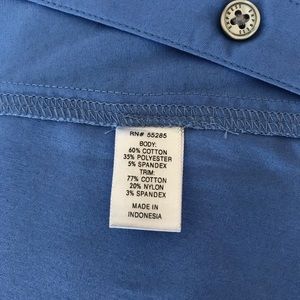 EXPRESS
RN# 55285
BODY:
60% COTTON
35% POLYESTER
5% SPANDEX
TRIM:
77% COTTON
20% NYLON
3% SPANDEX
MADE IN
INDONESIA